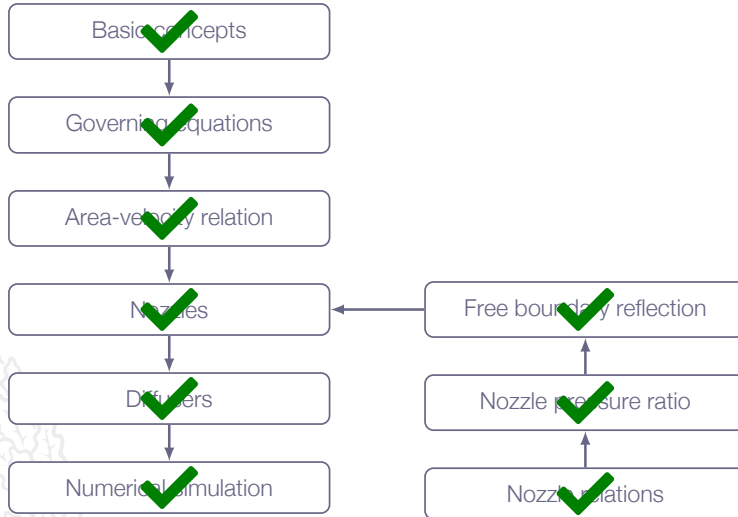 Basic concepts
Governing equations
Area-velocity relation
Nozzles
Diffusers
Numerical simulation
Free boundary reflection
Nozzle pressure ratio
Nozzle relations